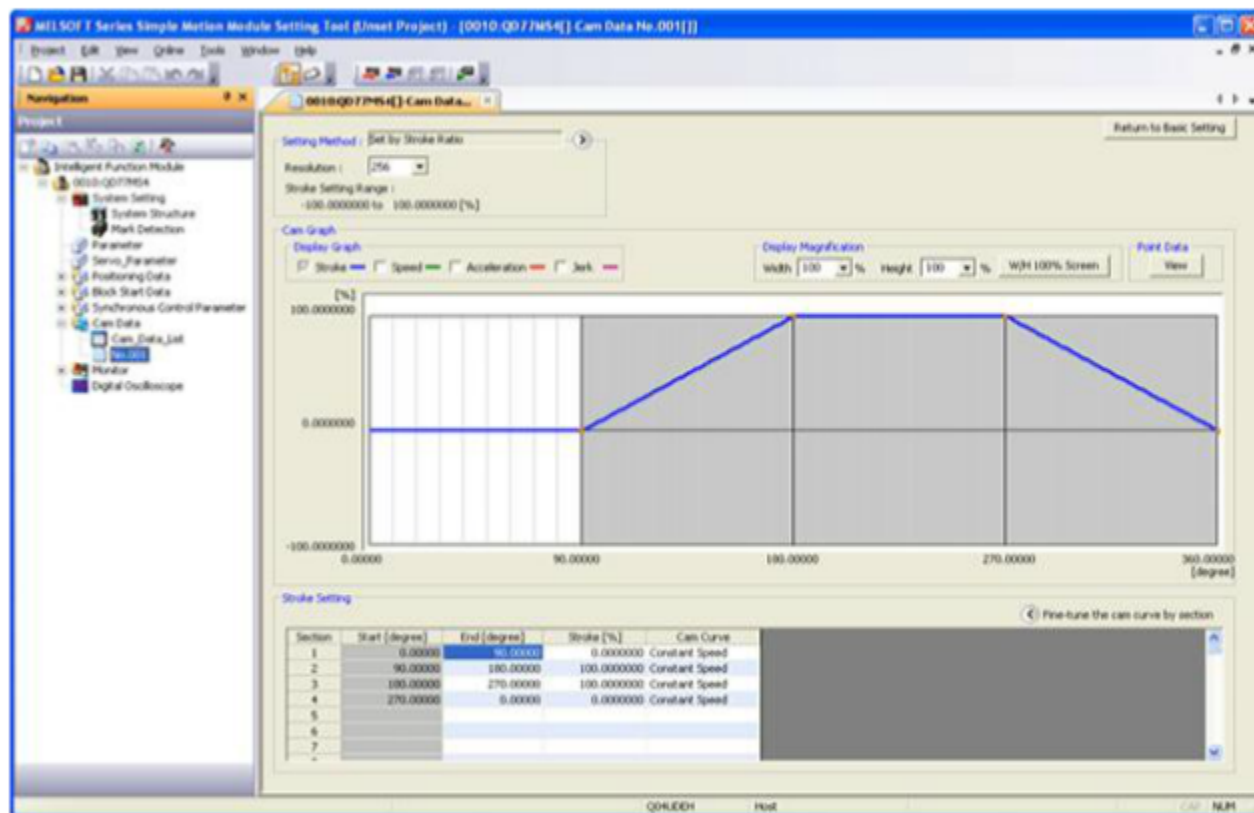 MELSOFT Series Simple Motion Module Setting Tool (Unset Project) - [0010:QD77MS4[]-Cam Data No.001[]]
Project Edit View Online Tools Window Help
Navigation
0010:QD77MS4[]-Cam Data...
Project
Return to Basic Setting
Setting Method : Set by Stroke Ratio
Resolution : 256
Stroke Setting Range :
-100.0000000 to 100.0000000 [%]
Intelligent Function Module
0010:QD77MS4
System Setting
System Structure
Mark Detection
Parameter
Servo_Parameter
Positioning Data
Block Start Data
Synchronous Control Parameter
Cam Data
Cam_Data_List
No.001
Monitor
Digital Oscilloscope
Cam Graph
Display Graph
Stroke Speed Acceleration Jerk
Display Magnification
Width 100 % Height 100 % W/H 100% Screen
Point Data
View
[%]
100.0000000
0.0000000
-100.0000000
0.00000 90.00000 180.00000 270.00000 360.00000
[degree]
Stroke Setting
Fine-tune the cam curve by section
Section Start [degree] End [degree] Stroke [%] Cam Curve
1 0.00000 90.00000 0.0000000 Constant Speed
2 90.00000 180.00000 100.0000000 Constant Speed
3 180.00000 270.00000 100.0000000 Constant Speed
4 270.00000 0.00000 0.0000000 Constant Speed
5
6
7
Q04UDEH Host CAP NUM